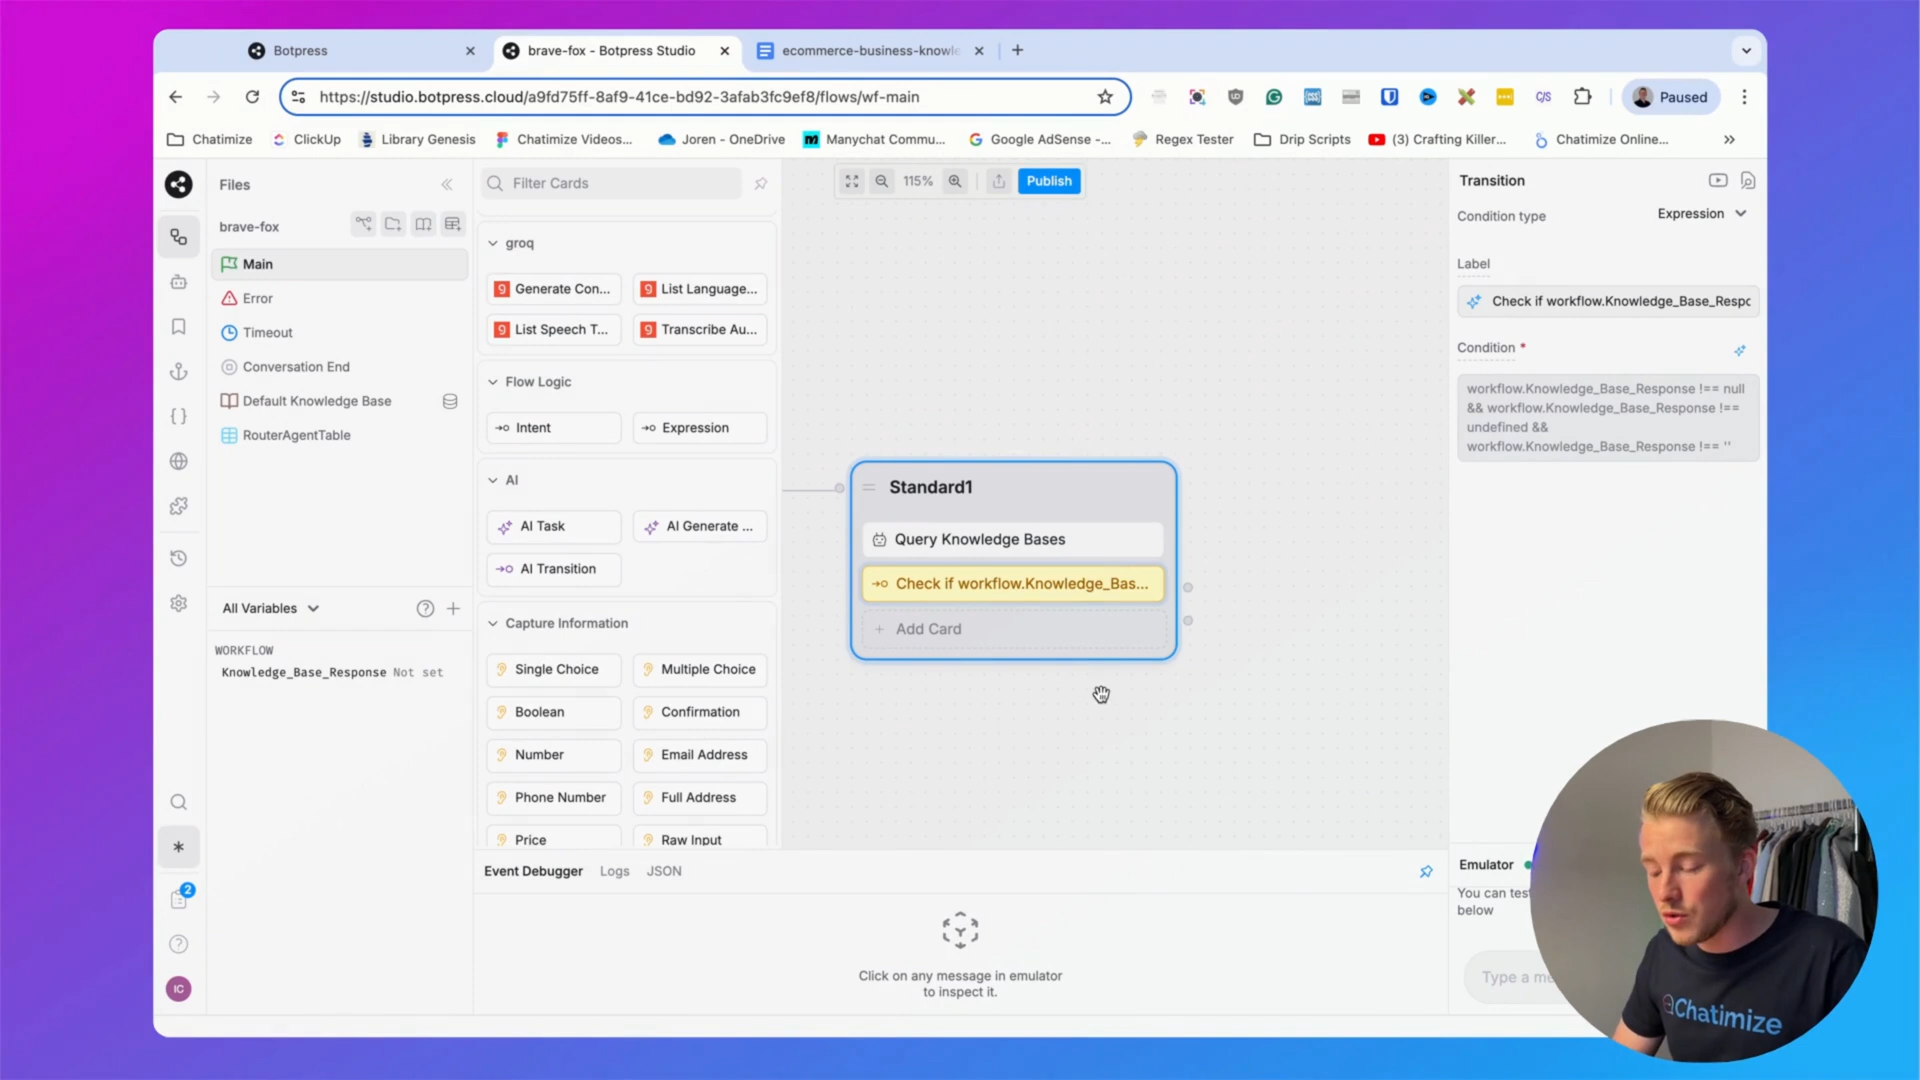 Botpress
brave-fox - Botpress Studio
ecommerce-business-knowle
https://studio.botpress.cloud/a9fd75ff-8af9-41ce-bd92-3afab3fc9ef8/flows/wf-main
Paused
Chatimize
ClickUp
Library Genesis
Chatimize Videos...
Joren - OneDrive
Manychat Commu...
Google AdSense -...
Regex Tester
Drip Scripts
(3) Crafting Killer...
Chatimize Online...
Files
brave-fox
Main
Error
Timeout
Conversation End
Default Knowledge Base
RouterAgentTable
All Variables
WORKFLOW
Knowledge_Base_Response Not set
2
IC
Filter Cards
groq
Generate Con...
List Language...
List Speech T...
Transcribe Au...
Flow Logic
Intent
Expression
AI
AI Task
AI Generate ...
AI Transition
Capture Information
Single Choice
Multiple Choice
Boolean
Confirmation
Number
Email Address
Phone Number
Full Address
Price
Raw Input
115%
Publish
Standard1
Query Knowledge Bases
Check if workflow.Knowledge_Bas...
Add Card
Event Debugger
Logs
JSON
Click on any message in emulator
to inspect it.
Transition
Condition type
Expression
Label
Check if workflow.Knowledge_Base_Respo
Condition *
workflow.Knowledge_Base_Response !== null
&& workflow.Knowledge_Base_Response !==
undefined &&
workflow.Knowledge_Base_Response !== ''
Emulator
You can test
below
Type a me
Chatimize